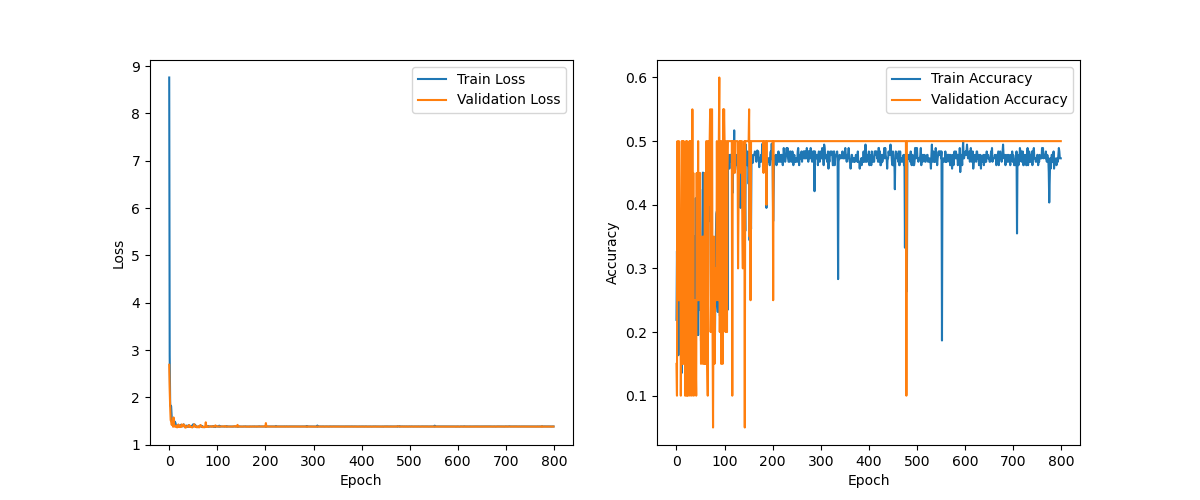 9
8
7
6
5
4
3
2
1
Loss
0 100 200 300 400 500 600 700 800
Epoch
Train Loss
Validation Loss
0.6
0.5
0.4
0.3
0.2
0.1
Accuracy
0 100 200 300 400 500 600 700 800
Epoch
Train Accuracy
Validation Accuracy